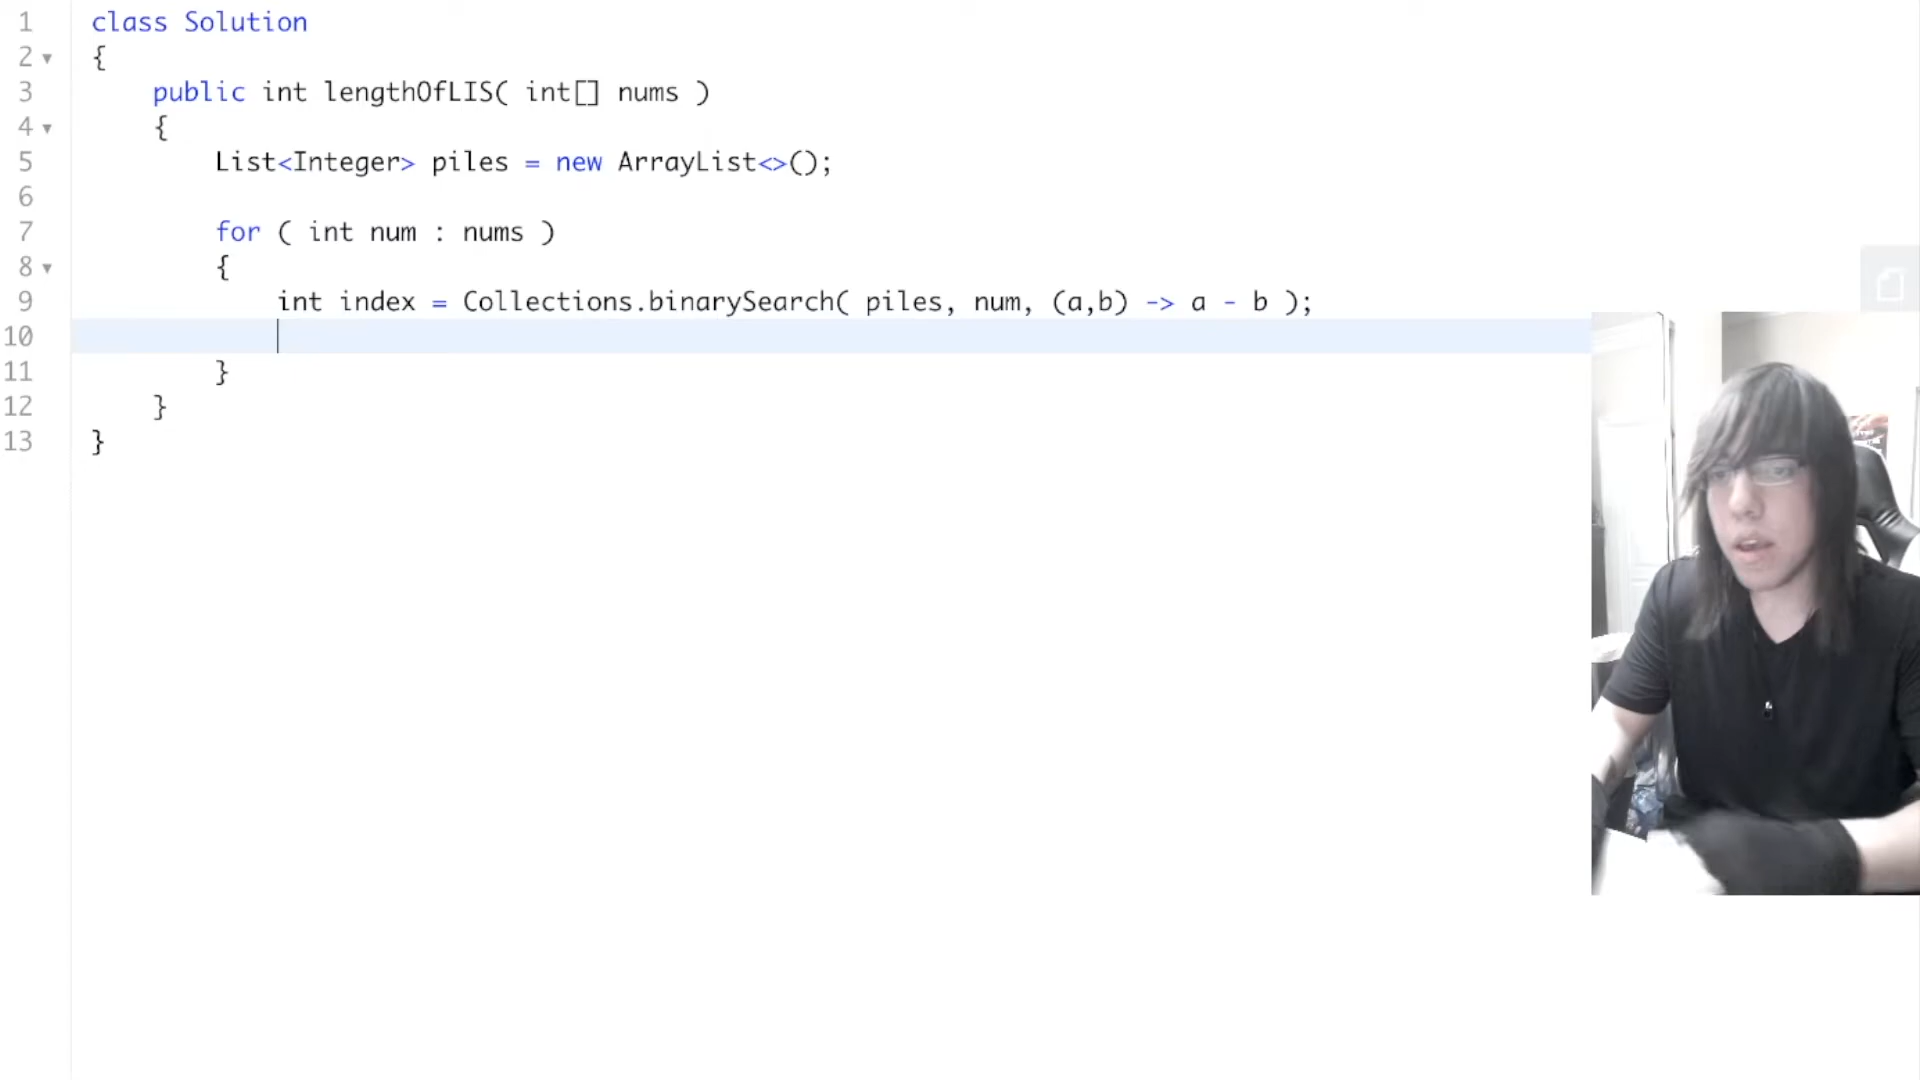 1 class Solution
2 {
3 public int lengthOfLIS( int[] nums )
4 {
5 List<Integer> piles = new ArrayList<>();
6
7 for ( int num : nums )
8 {
9 int index = Collections.binarySearch( piles, num, (a,b) -> a - b );
10
11 }
12 }
13 }